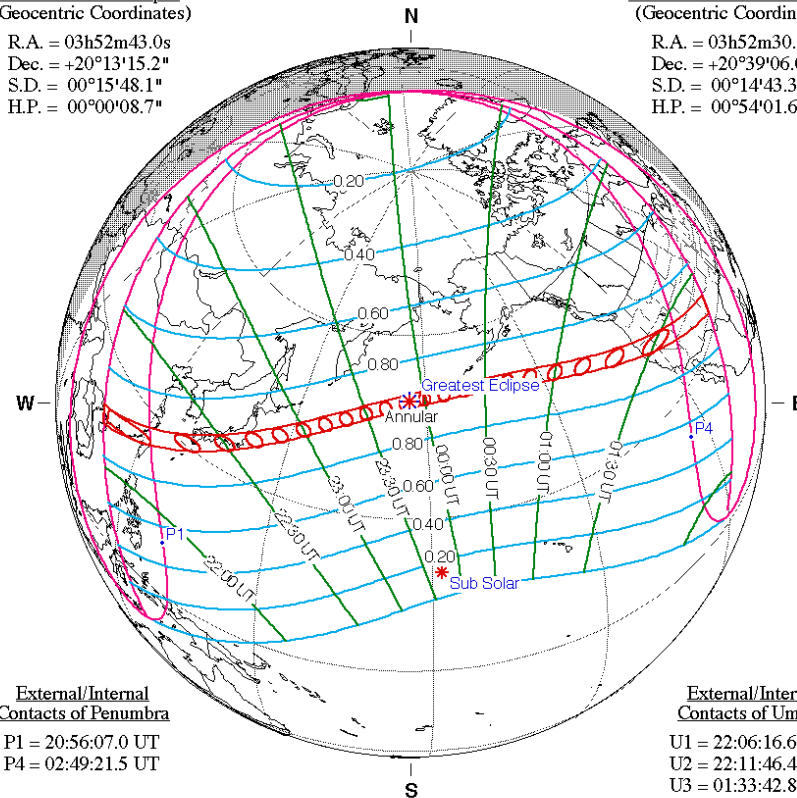 Geocentric Coordinates)
R.A. = 03h52m43.0s
Dec. = +20°13'15.2"
S.D. = 00°15'48.1"
H.P. = 00°00'08.7"
N
(Geocentric Coordin
R.A. = 03h52m30.
Dec. = +20°39'06.
S.D. = 00°14'43.3
H.P. = 00°54'01.6
0.20
0.40
0.60
0.80
Greatest Eclipse
W
Annular
E
P4
0.80
00:00 UT
00:30 UT
01:00 UT
01:30 UT
23:30 UT
23:00 UT
22:30 UT
22:00 UT
0.60
0.40
0.20
P1
Sub Solar
External/Internal
Contacts of Penumbra
P1 = 20:56:07.0 UT
P4 = 02:49:21.5 UT
External/Inter
Contacts of Um
U1 = 22:06:16.6
U2 = 22:11:46.4
U3 = 01:33:42.8
S